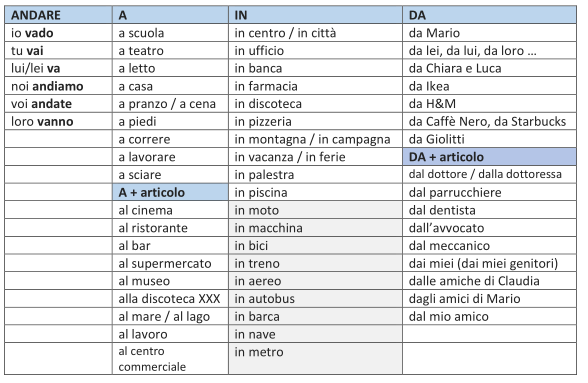 ANDARE A IN DA
io vado a scuola in centro / in città da Mario
tu vai a teatro in ufficio da lei, da lui, da loro …
lui/lei va a letto in banca da Chiara e Luca
noi andiamo a casa in farmacia da Ikea
voi andate a pranzo / a cena in discoteca da H&M
loro vanno a piedi in pizzeria da Caffè Nero, da Starbucks
a correre in montagna / in campagna da Giolitti
a lavorare in vacanza / in ferie DA + articolo
a sciare in palestra dal dottore / dalla dottoressa
A + articolo in piscina dal parrucchiere
al cinema in moto dal dentista
al ristorante in macchina dall'avvocato
al bar in bici dal meccanico
al supermercato in treno dai miei (dai miei genitori)
al museo in aereo dalle amiche di Claudia
alla discoteca XXX in autobus dagli amici di Mario
al mare / al lago in barca dal mio amico
al lavoro in nave
al centro in metro
commerciale